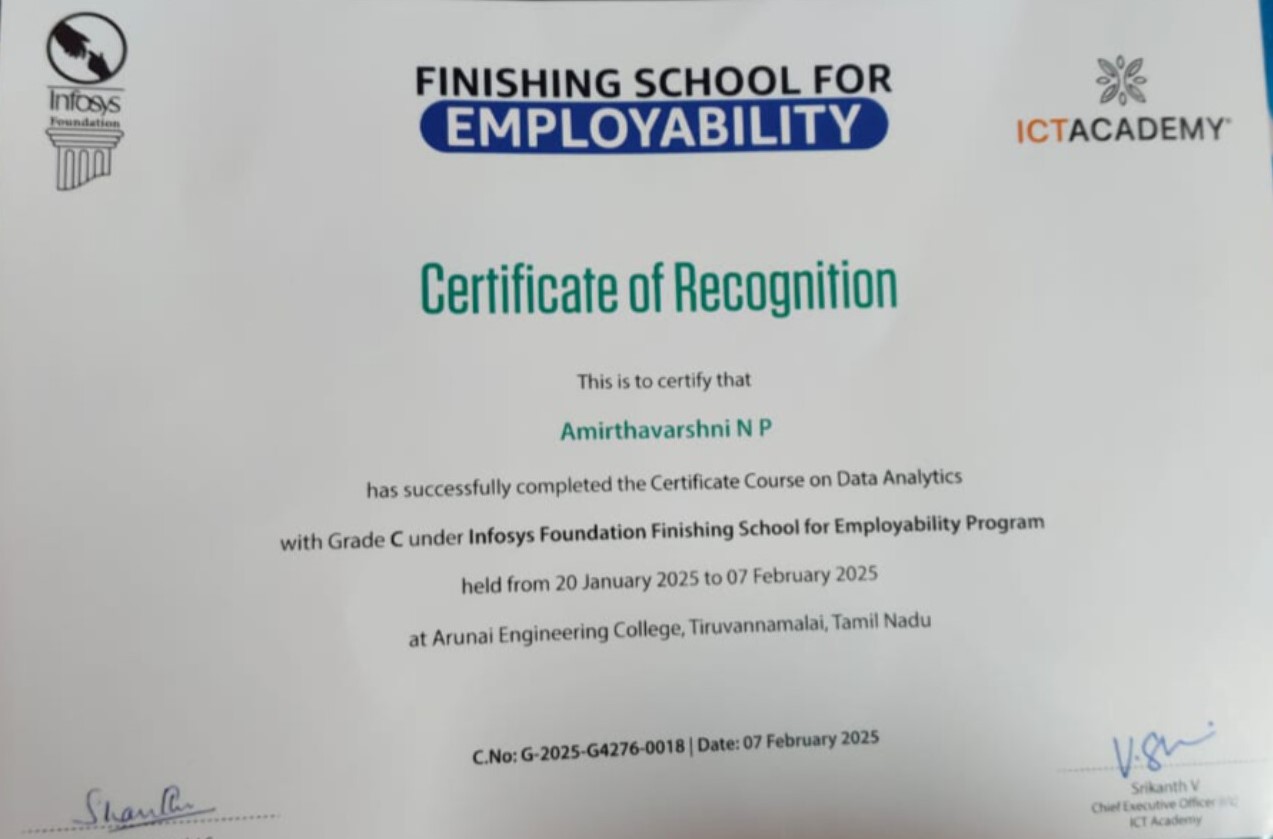 Infosys
Foundation
FINISHING SCHOOL FOR
EMPLOYABILITY
ICTACADEMY
Certificate of Recognition
This is to certify that
Amirthavarshni N P
has successfully completed the Certificate Course on Data Analytics
with Grade C under Infosys Foundation Finishing School for Employability Program
held from 20 January 2025 to 07 February 2025
at Arunai Engineering College, Tiruvannamalai, Tamil Nadu
C.No: G-2025-G4276-0018 | Date: 07 February 2025
Srikanth V
Chief Executive Officer
ICT Academy